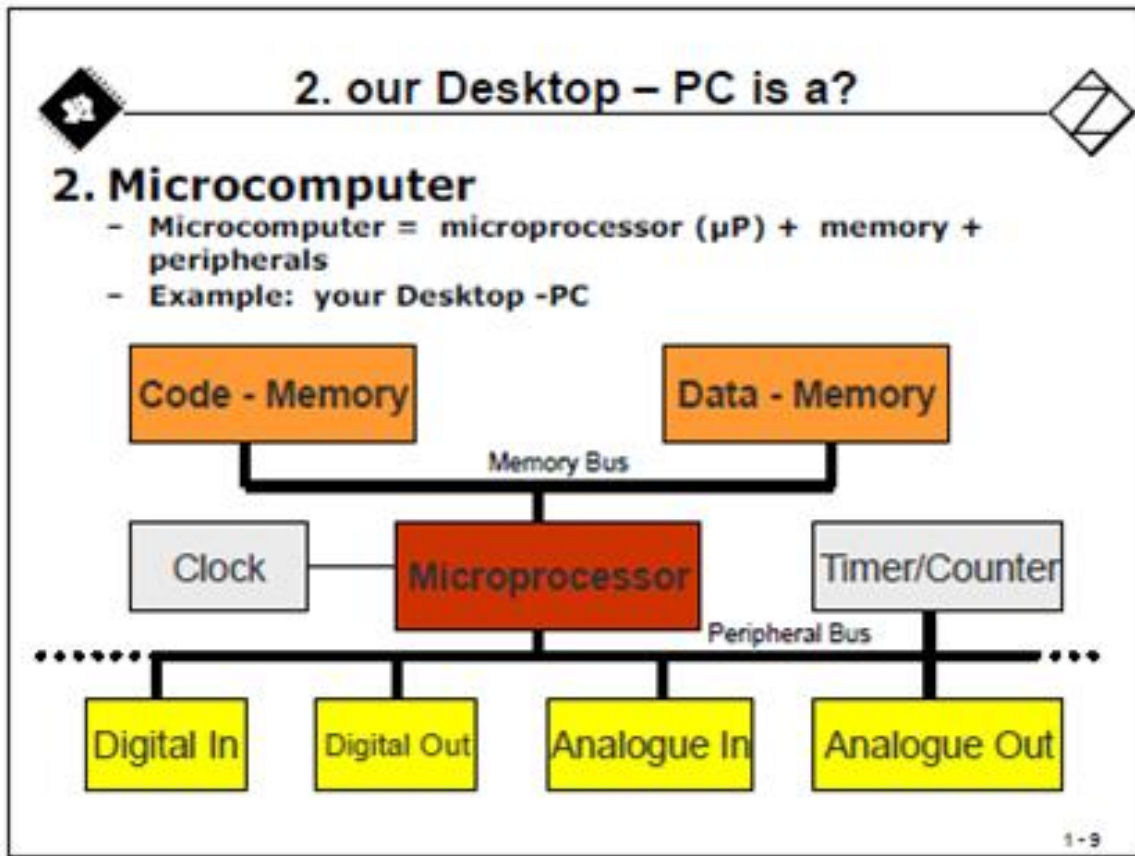 2. our Desktop – PC is a?
2. Microcomputer
- Microcomputer = microprocessor (µP) + memory +
peripherals
- Example: your Desktop -PC
Code - Memory
Data - Memory
Memory Bus
Clock
Microprocessor
Timer/Counter
Peripheral Bus
Digital In
Digital Out
Analogue In
Analogue Out
1 - 9